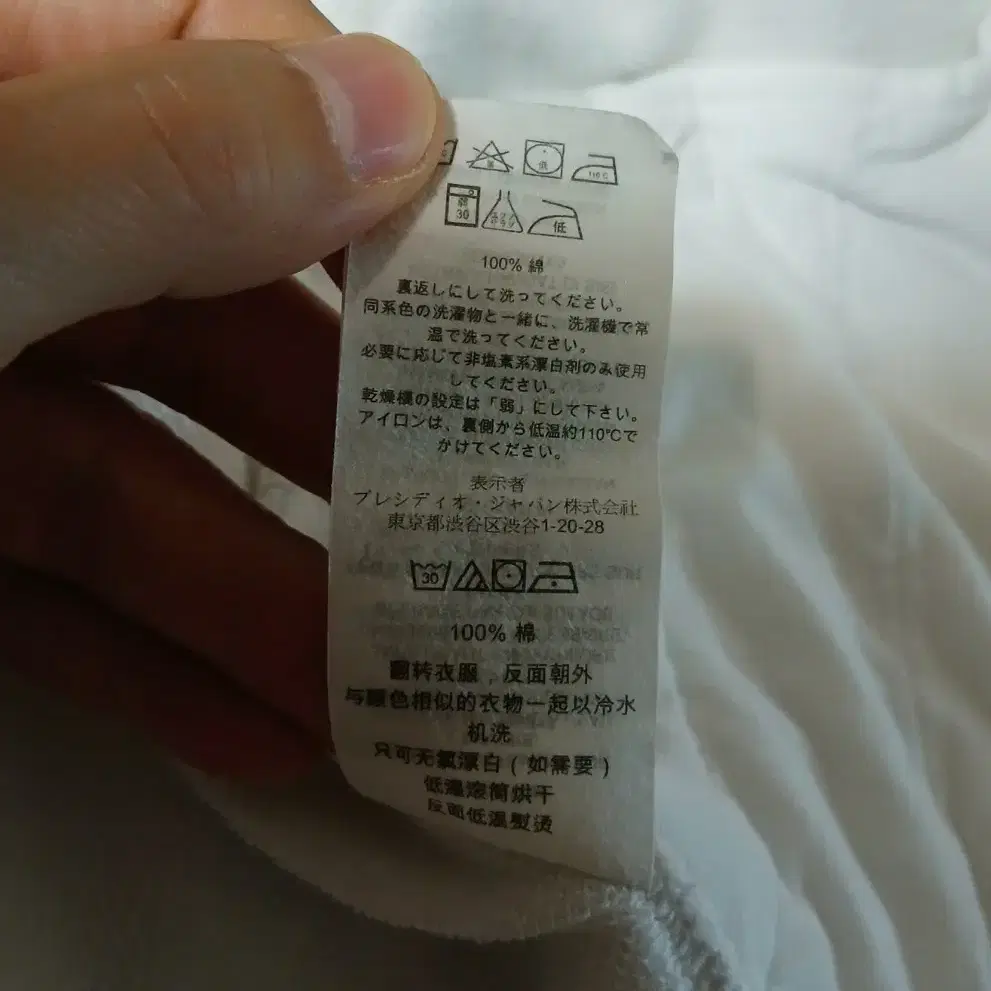 110℃
弱
30
低
100% 綿
裏返しにして洗ってください。
同系色の洗濯物と一緒に、洗濯機で常
温で洗ってください。
必要に応じて非塩素系漂白剤のみ使用
してください。
乾燥機の設定は「弱」にして下さい。
アイロンは、裏側から低温約110℃で
かけてください。
表示者
プレシディオ・ジャパン株式会社
東京都渋谷区渋谷1-20-28
30
100% 棉
翻转衣服，反面朝外
与颜色相似的衣物一起以冷水
机洗
只可无氯漂白(如需要)
低温滚筒烘干
反面低温熨烫